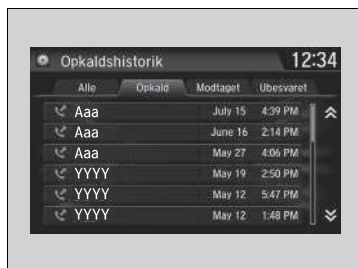 Opkaldshistorik 12:34
Alle Opkald Modtaget Ubesvaret
Aaa July 15 4:39 PM
Aaa June 16 2:14 PM
Aaa May 27 4:06 PM
YYYY May 19 2:50 PM
YYYY May 12 5:47 PM
YYYY May 12 1:48 PM